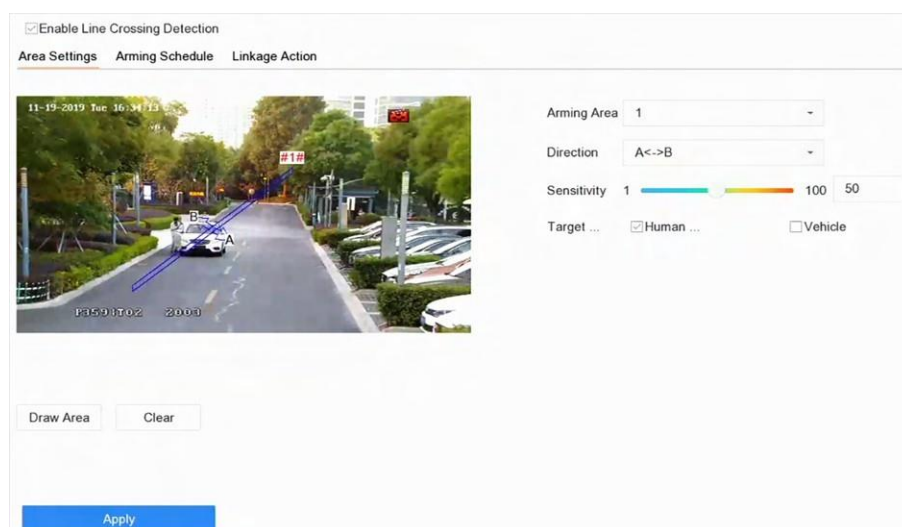 Enable Line Crossing Detection
Area Settings Arming Schedule Linkage Action
11-19-2019 Tue 16:34:13
#1#
B
A
Arming Area 1
Direction A<->B
Sensitivity 1 100 50
Target ... Human ... Vehicle
Draw Area Clear
Apply